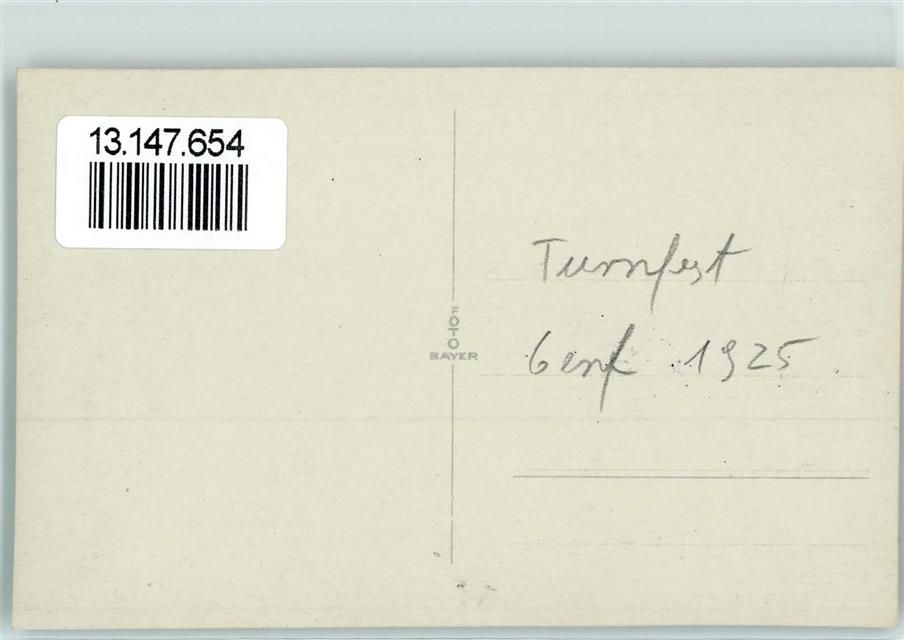 13.147.654
FOTO
BAYER
Turnfest
Genf 1925